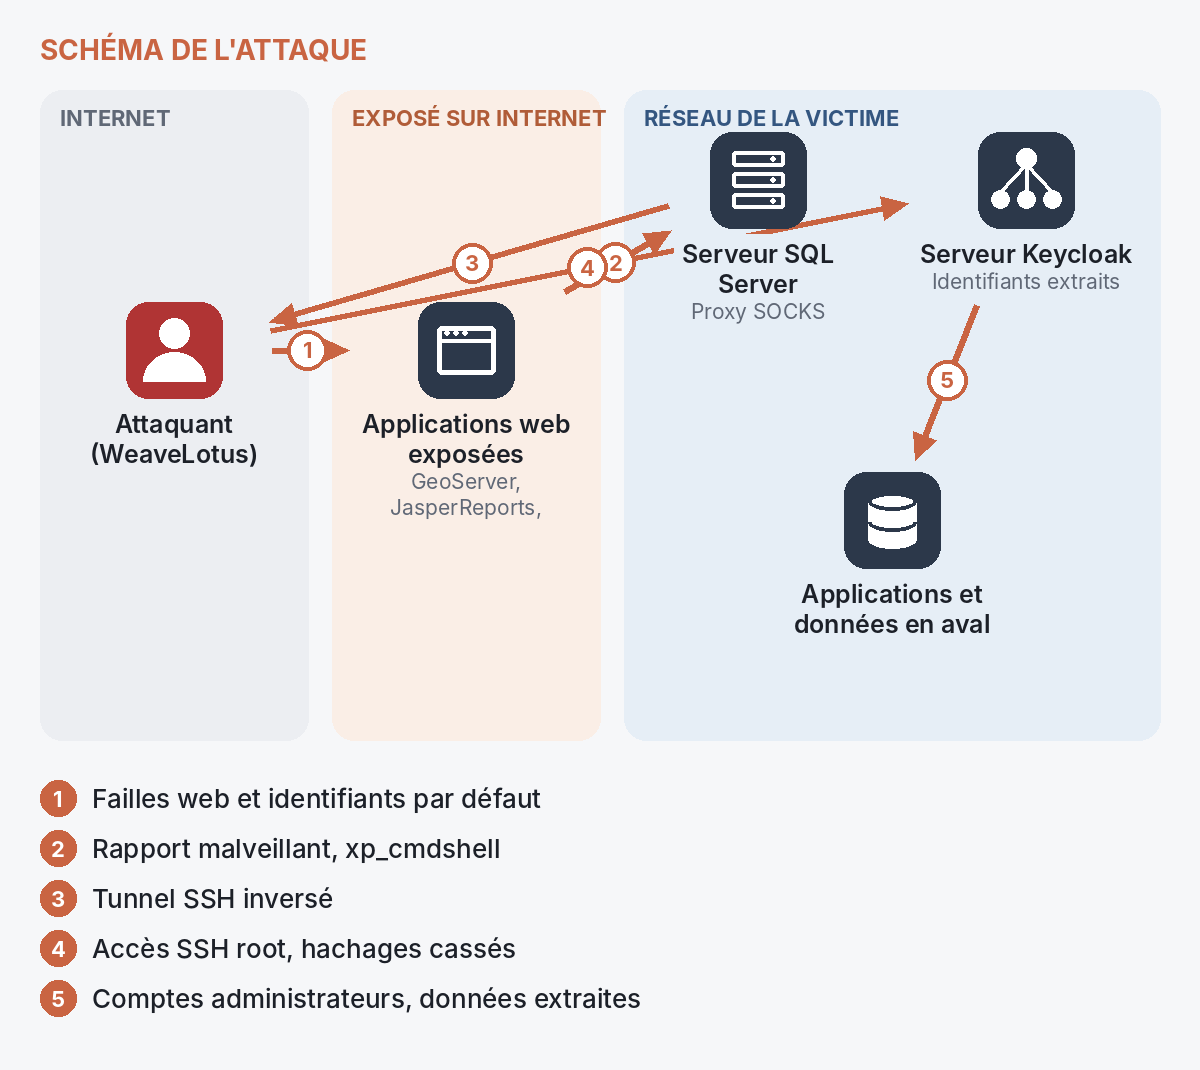 SCHÉMA DE L'ATTAQUE
INTERNET
EXPOSÉ SUR INTERNET
RÉSEAU DE LA VICTIME
Serveur SQL
Server
Proxy SOCKS
Serveur Keycloak
Identifiants extraits
3
4
2
1
5
Attaquant
(WeaveLotus)
Applications web
exposées
GeoServer,
JasperReports,
Applications et
données en aval
1 Failles web et identifiants par défaut
2 Rapport malveillant, xp_cmdshell
3 Tunnel SSH inversé
4 Accès SSH root, hachages cassés
5 Comptes administrateurs, données extraites